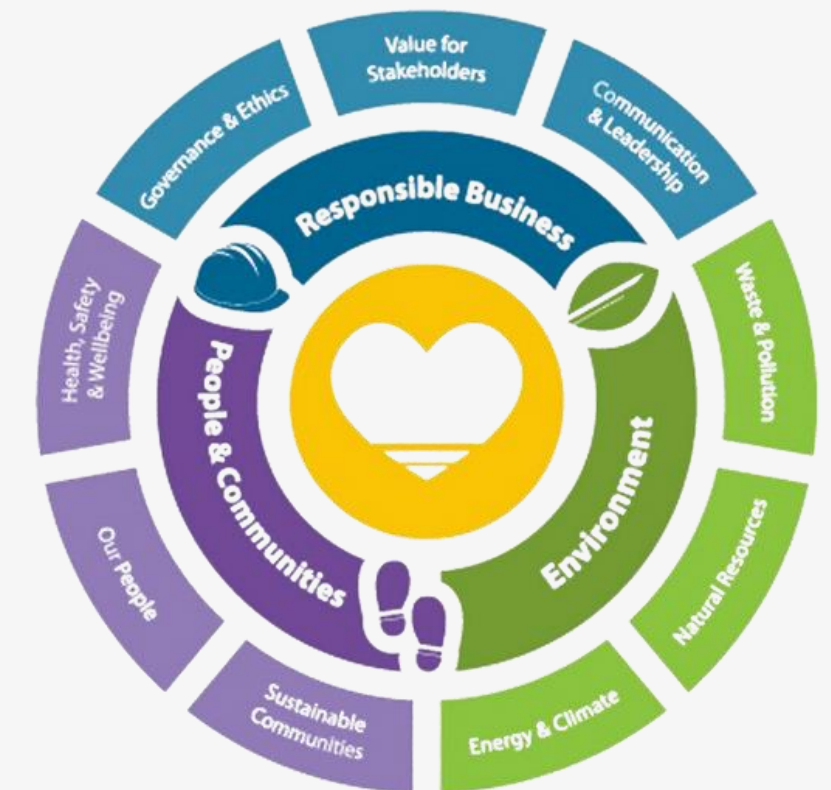 Value for
Stakeholders
Communication
& Leadership
Waste & Pollution
Natural Resources
Energy & Climate
Sustainable
Communities
Our People
Health, Safety
& Wellbeing
Governance & Ethics
Responsible Business
Environment
People & Communities